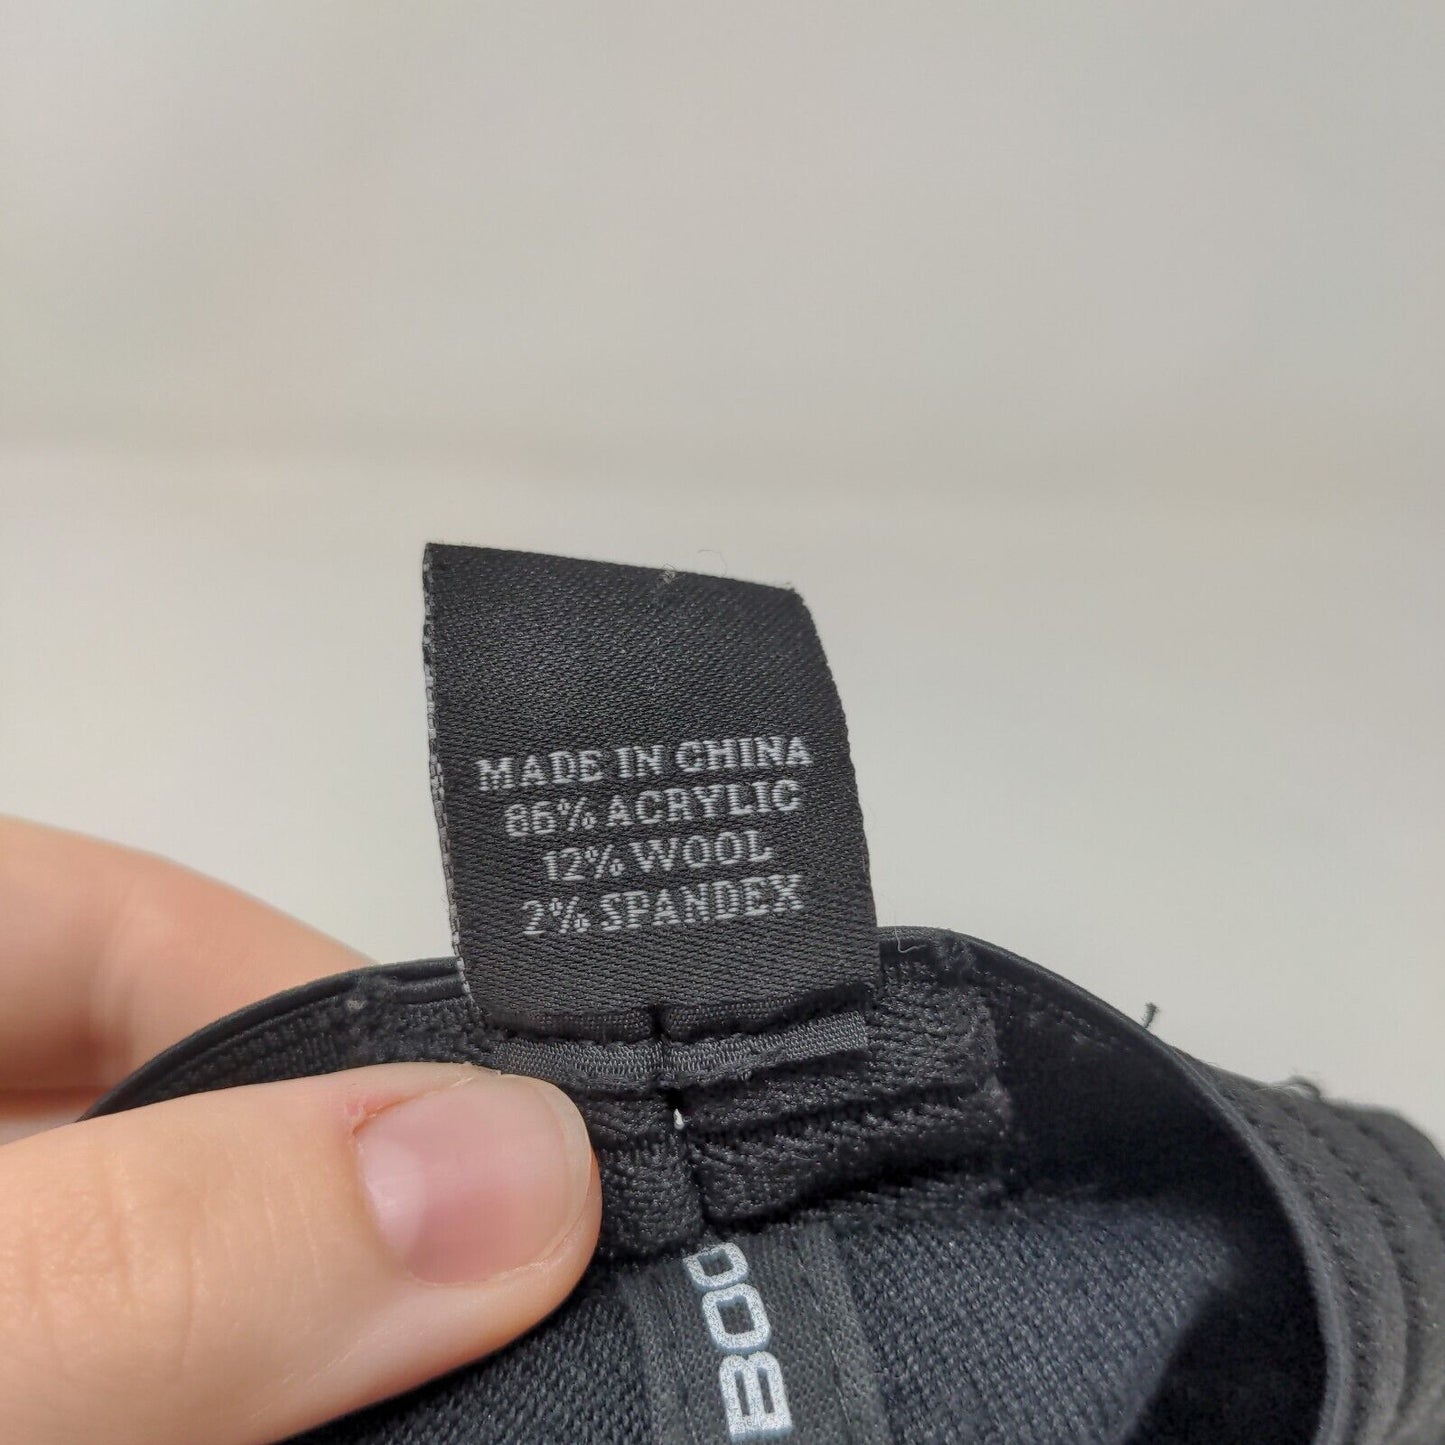 MADE IN CHINA
86% ACRYLIC
12% WOOL
2% SPANDEX